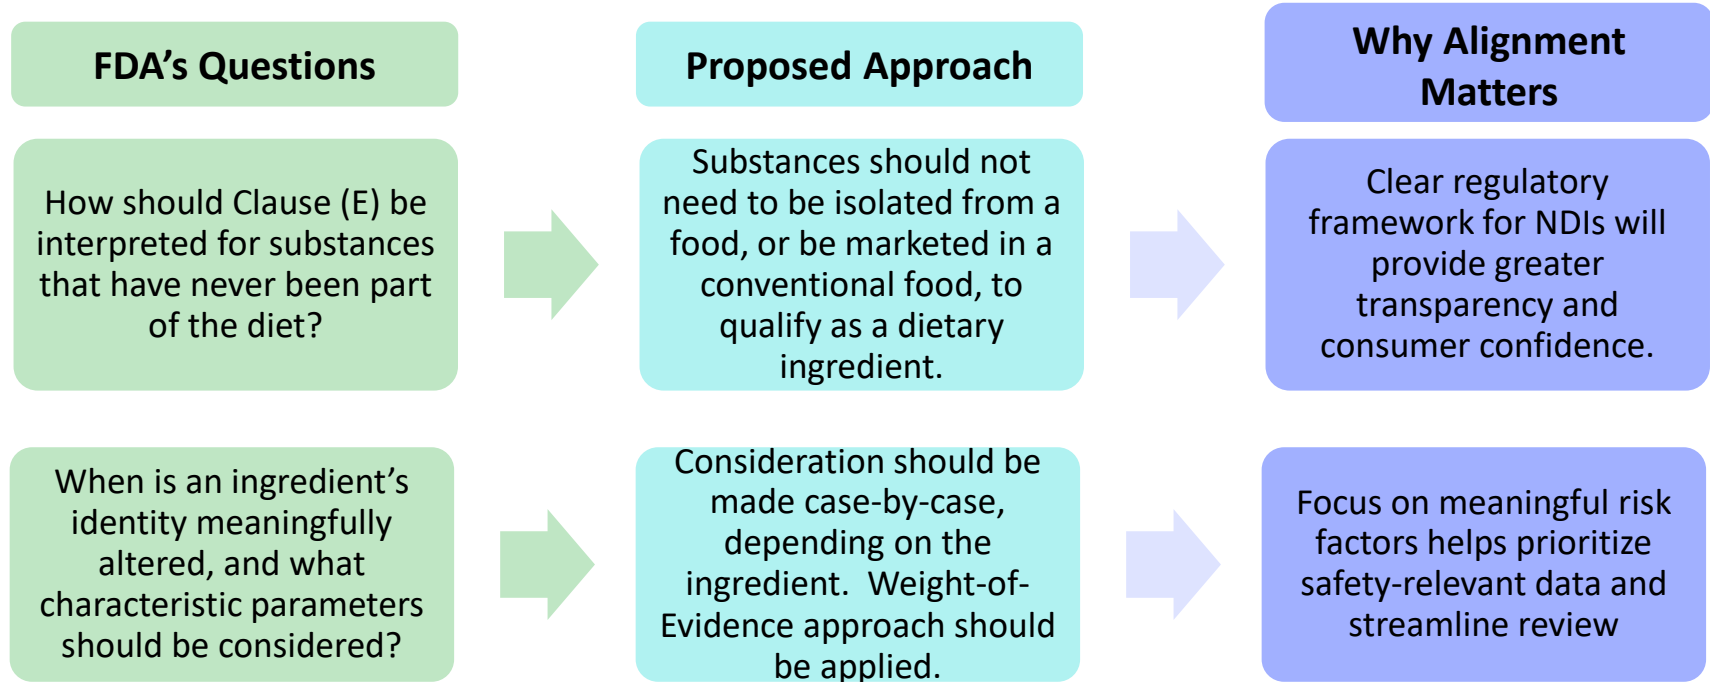 FDA’s Questions
Proposed Approach
Why Alignment
Matters
How should Clause (E) be
interpreted for substances
that have never been part
of the diet?
Substances should not
need to be isolated from a
food, or be marketed in a
conventional food, to
qualify as a dietary
ingredient.
Clear regulatory
framework for NDIs will
provide greater
transparency and
consumer confidence.
When is an ingredient’s
identity meaningfully
altered, and what
characteristic parameters
should be considered?
Consideration should be
made case-by-case,
depending on the
ingredient.  Weight-of-
Evidence approach should
be applied.
Focus on meaningful risk
factors helps prioritize
safety-relevant data and
streamline review